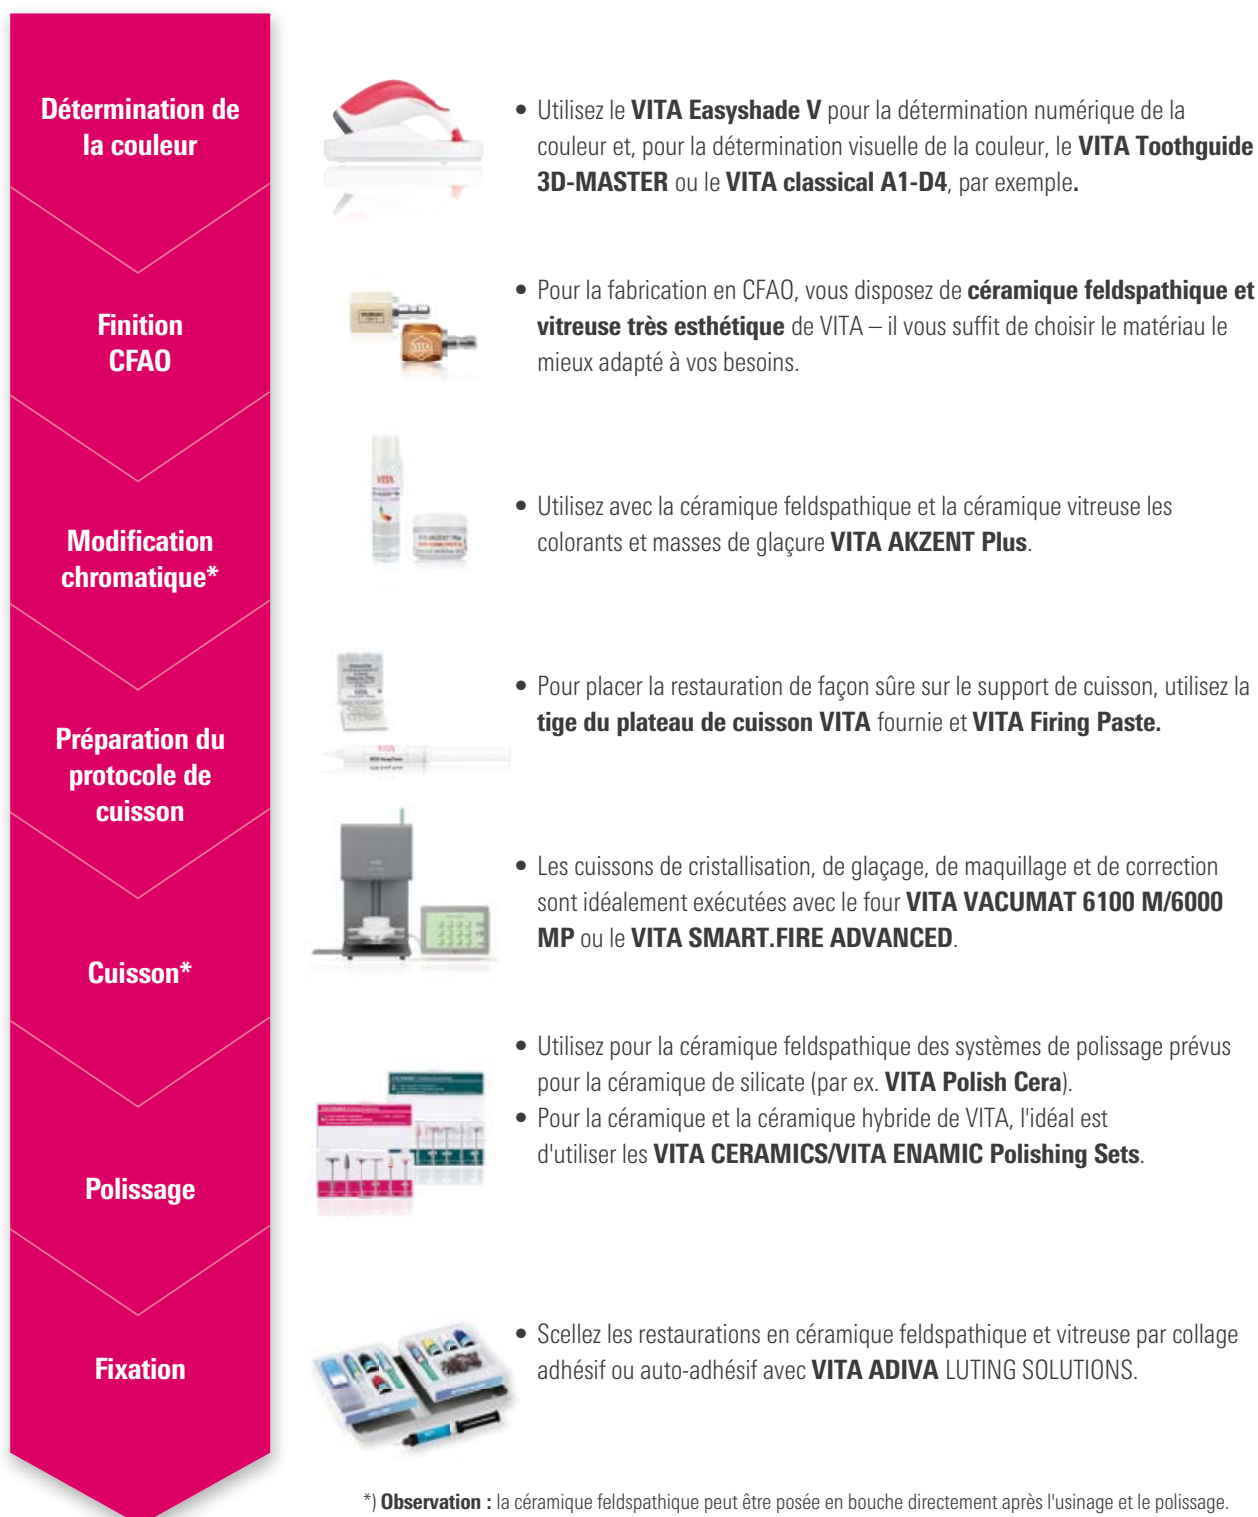 Détermination de
la couleur
• Utilisez le VITA Easyshade V pour la détermination numérique de la
couleur et, pour la détermination visuelle de la couleur, le VITA Toothguide
3D-MASTER ou le VITA classical A1-D4, par exemple.
Finition
CFAO
• Pour la fabrication en CFAO, vous disposez de céramique feldspathique et
vitreuse très esthétique de VITA – il vous suffit de choisir le matériau le
mieux adapté à vos besoins.
VITA
Modification
chromatique*
VITA
VITA AKZENT Plus
• Utilisez avec la céramique feldspathique et la céramique vitreuse les
colorants et masses de glaçure VITA AKZENT Plus.
Préparation du
protocole de
cuisson
VITA
• Pour placer la restauration de façon sûre sur le support de cuisson, utilisez la
tige du plateau de cuisson VITA fournie et VITA Firing Paste.
Cuisson*
• Les cuissons de cristallisation, de glaçage, de maquillage et de correction
sont idéalement exécutées avec le four VITA VACUMAT 6100 M/6000
MP ou le VITA SMART.FIRE ADVANCED.
Polissage
• Utilisez pour la céramique feldspathique des systèmes de polissage prévus
pour la céramique de silicate (par ex. VITA Polish Cera).
• Pour la céramique et la céramique hybride de VITA, l'idéal est
d'utiliser les VITA CERAMICS/VITA ENAMIC Polishing Sets.
Fixation
• Scellez les restaurations en céramique feldspathique et vitreuse par collage
adhésif ou auto-adhésif avec VITA ADIVA LUTING SOLUTIONS.
*) Observation : la céramique feldspathique peut être posée en bouche directement après l'usinage et le polissage.